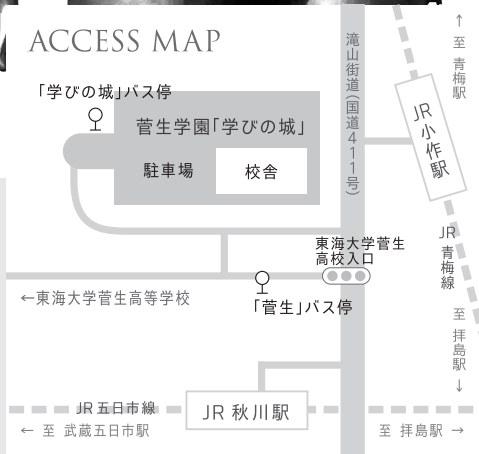 ACCESS MAP
「学びの城」バス停
菅生学園「学びの城」
駐車場
校舎
滝山街道（国道411号）
↑ 至 青梅駅
JR小作駅
JR 青梅線
東海大学菅生
高校入口
←東海大学菅生高等学校
「菅生」バス停
至 拝島駅 ↓
JR五日市線
JR 秋川駅
← 至 武蔵五日市駅
至 拝島駅 →